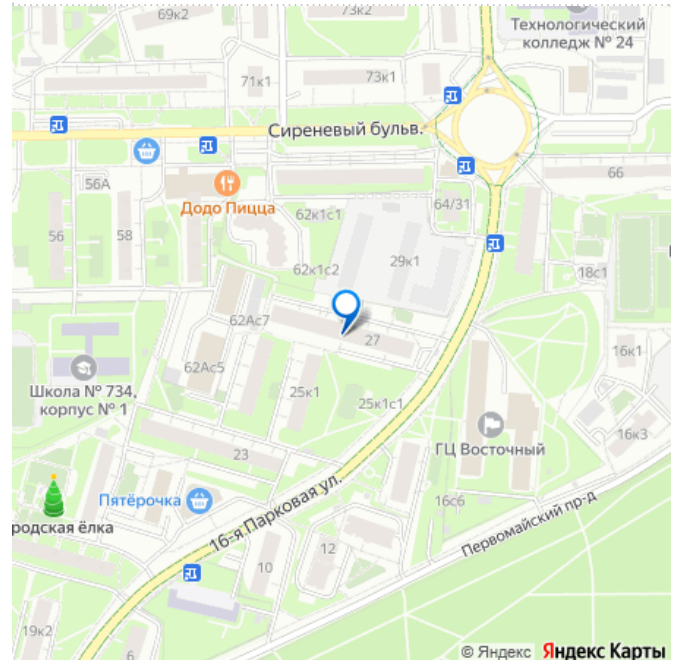 69к2
73к2
Технологический
колледж № 24
71к1
73к1
Сиреневый бульв.
56А
66
Додо Пицца
62к1с1
64/31
56
58
29к1
62к1с2
18с1
62Ас7
27
16к1
62Ас5
Школа № 734,
корпус № 1
25к1
25к1с1
16к3
ГЦ Восточный
23
Пятёрочка
16с6
родская ёлка
16-я Парковая ул.
Первомайский пр-д
12
10
19к2
6
© Яндекс Яндекс Карты